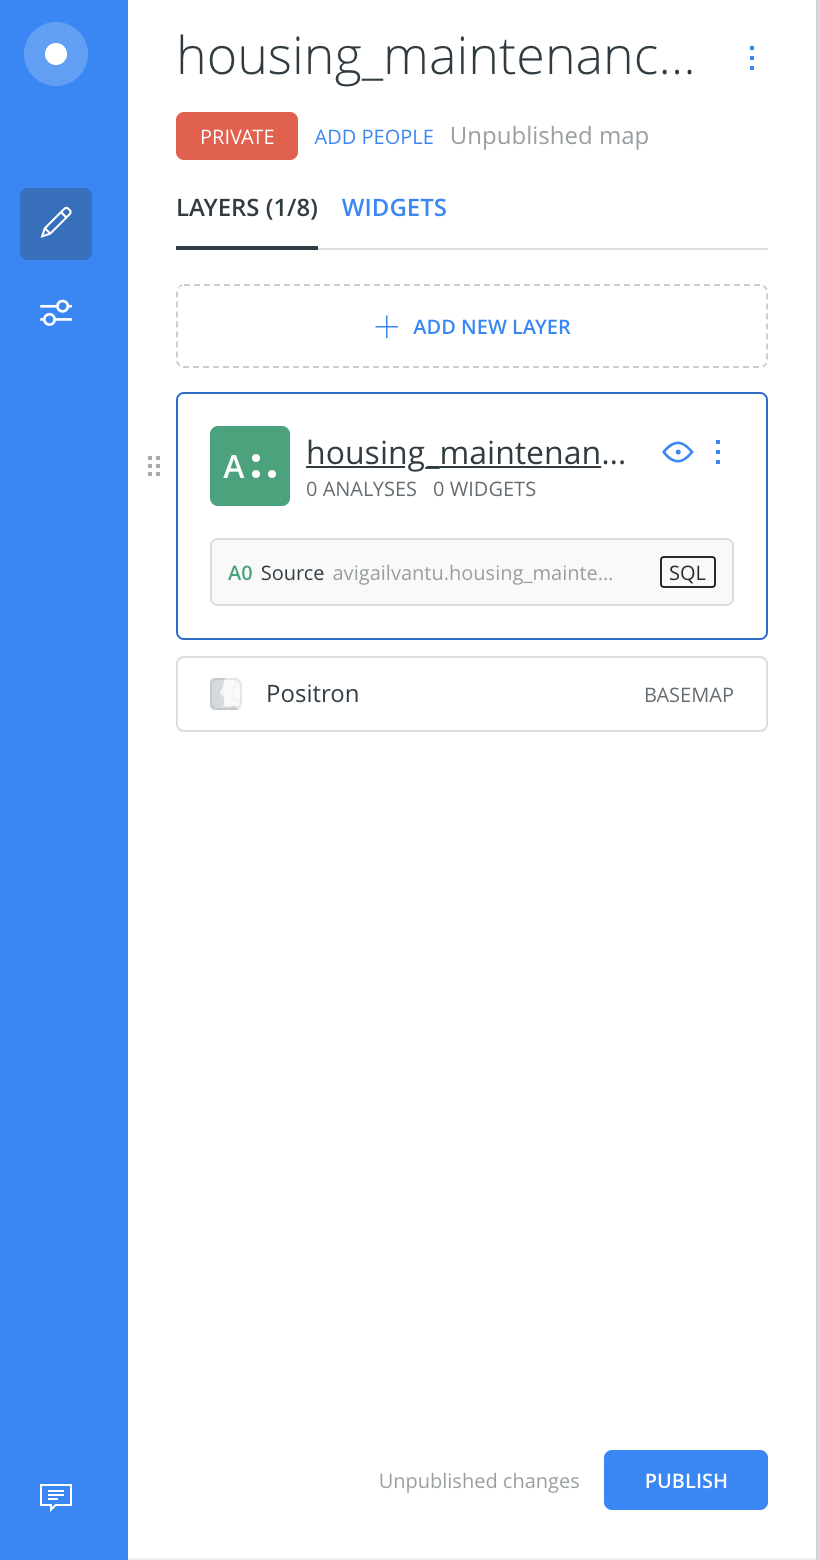 housing_maintenanc...
PRIVATE ADD PEOPLE Unpublished map
LAYERS (1/8) WIDGETS
ADD NEW LAYER
A housing_maintenan...
0 ANALYSES 0 WIDGETS
A0 Source avigailvantu.housing_mainte... SQL
Positron BASEMAP
Unpublished changes PUBLISH